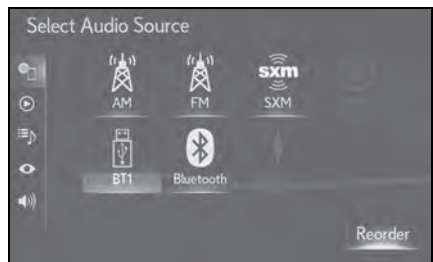 Select Audio Source
AM FM sxm SXM
BT1 Bluetooth
Reorder